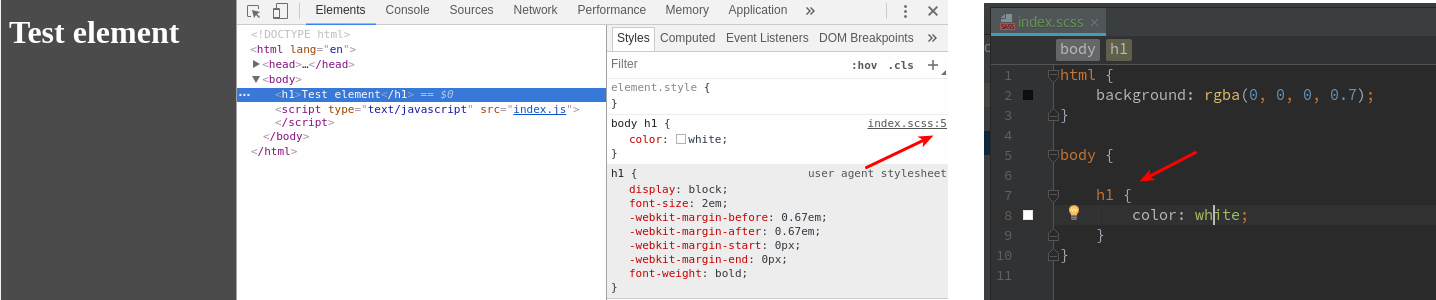 Test element
Elements Console Sources Network Performance Memory Application »
<!DOCTYPE html>
<html lang="en">
<head>…</head>
<body>
<h1>Test element</h1> == $0
<script type="text/javascript" src="index.js">
</script>
</body>
</html>
Styles Computed Event Listeners DOM Breakpoints »
Filter :hov .cls +
element.style {
}
body h1 { index.scss:5
color: white;
}
h1 { user agent stylesheet
display: block;
font-size: 2em;
-webkit-margin-before: 0.67em;
-webkit-margin-after: 0.67em;
-webkit-margin-start: 0px;
-webkit-margin-end: 0px;
font-weight: bold;
}
SASS index.scss ×
body h1
1 html {
2 background: rgba(0, 0, 0, 0.7);
3 }
4
5 body {
6
7 h1 {
8 color: white;
9 }
10 }
11